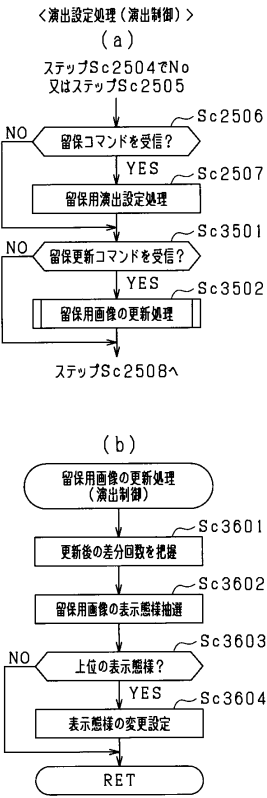 ＜演出設定処理（演出制御）＞
(a)
ステップSc2504でNo
又はステップSc2505
Sc2506
留保コマンドを受信?
NO
YES
Sc2507
留保用演出設定処理
Sc3501
留保更新コマンドを受信?
NO
YES
Sc3502
留保用画像の更新処理
ステップSc2508へ
(b)
留保用画像の更新処理
(演出制御)
Sc3601
更新後の差分回数を把握
Sc3602
留保用画像の表示態様抽選
Sc3603
上位の表示態様?
NO
YES
Sc3604
表示態様の変更設定
RET